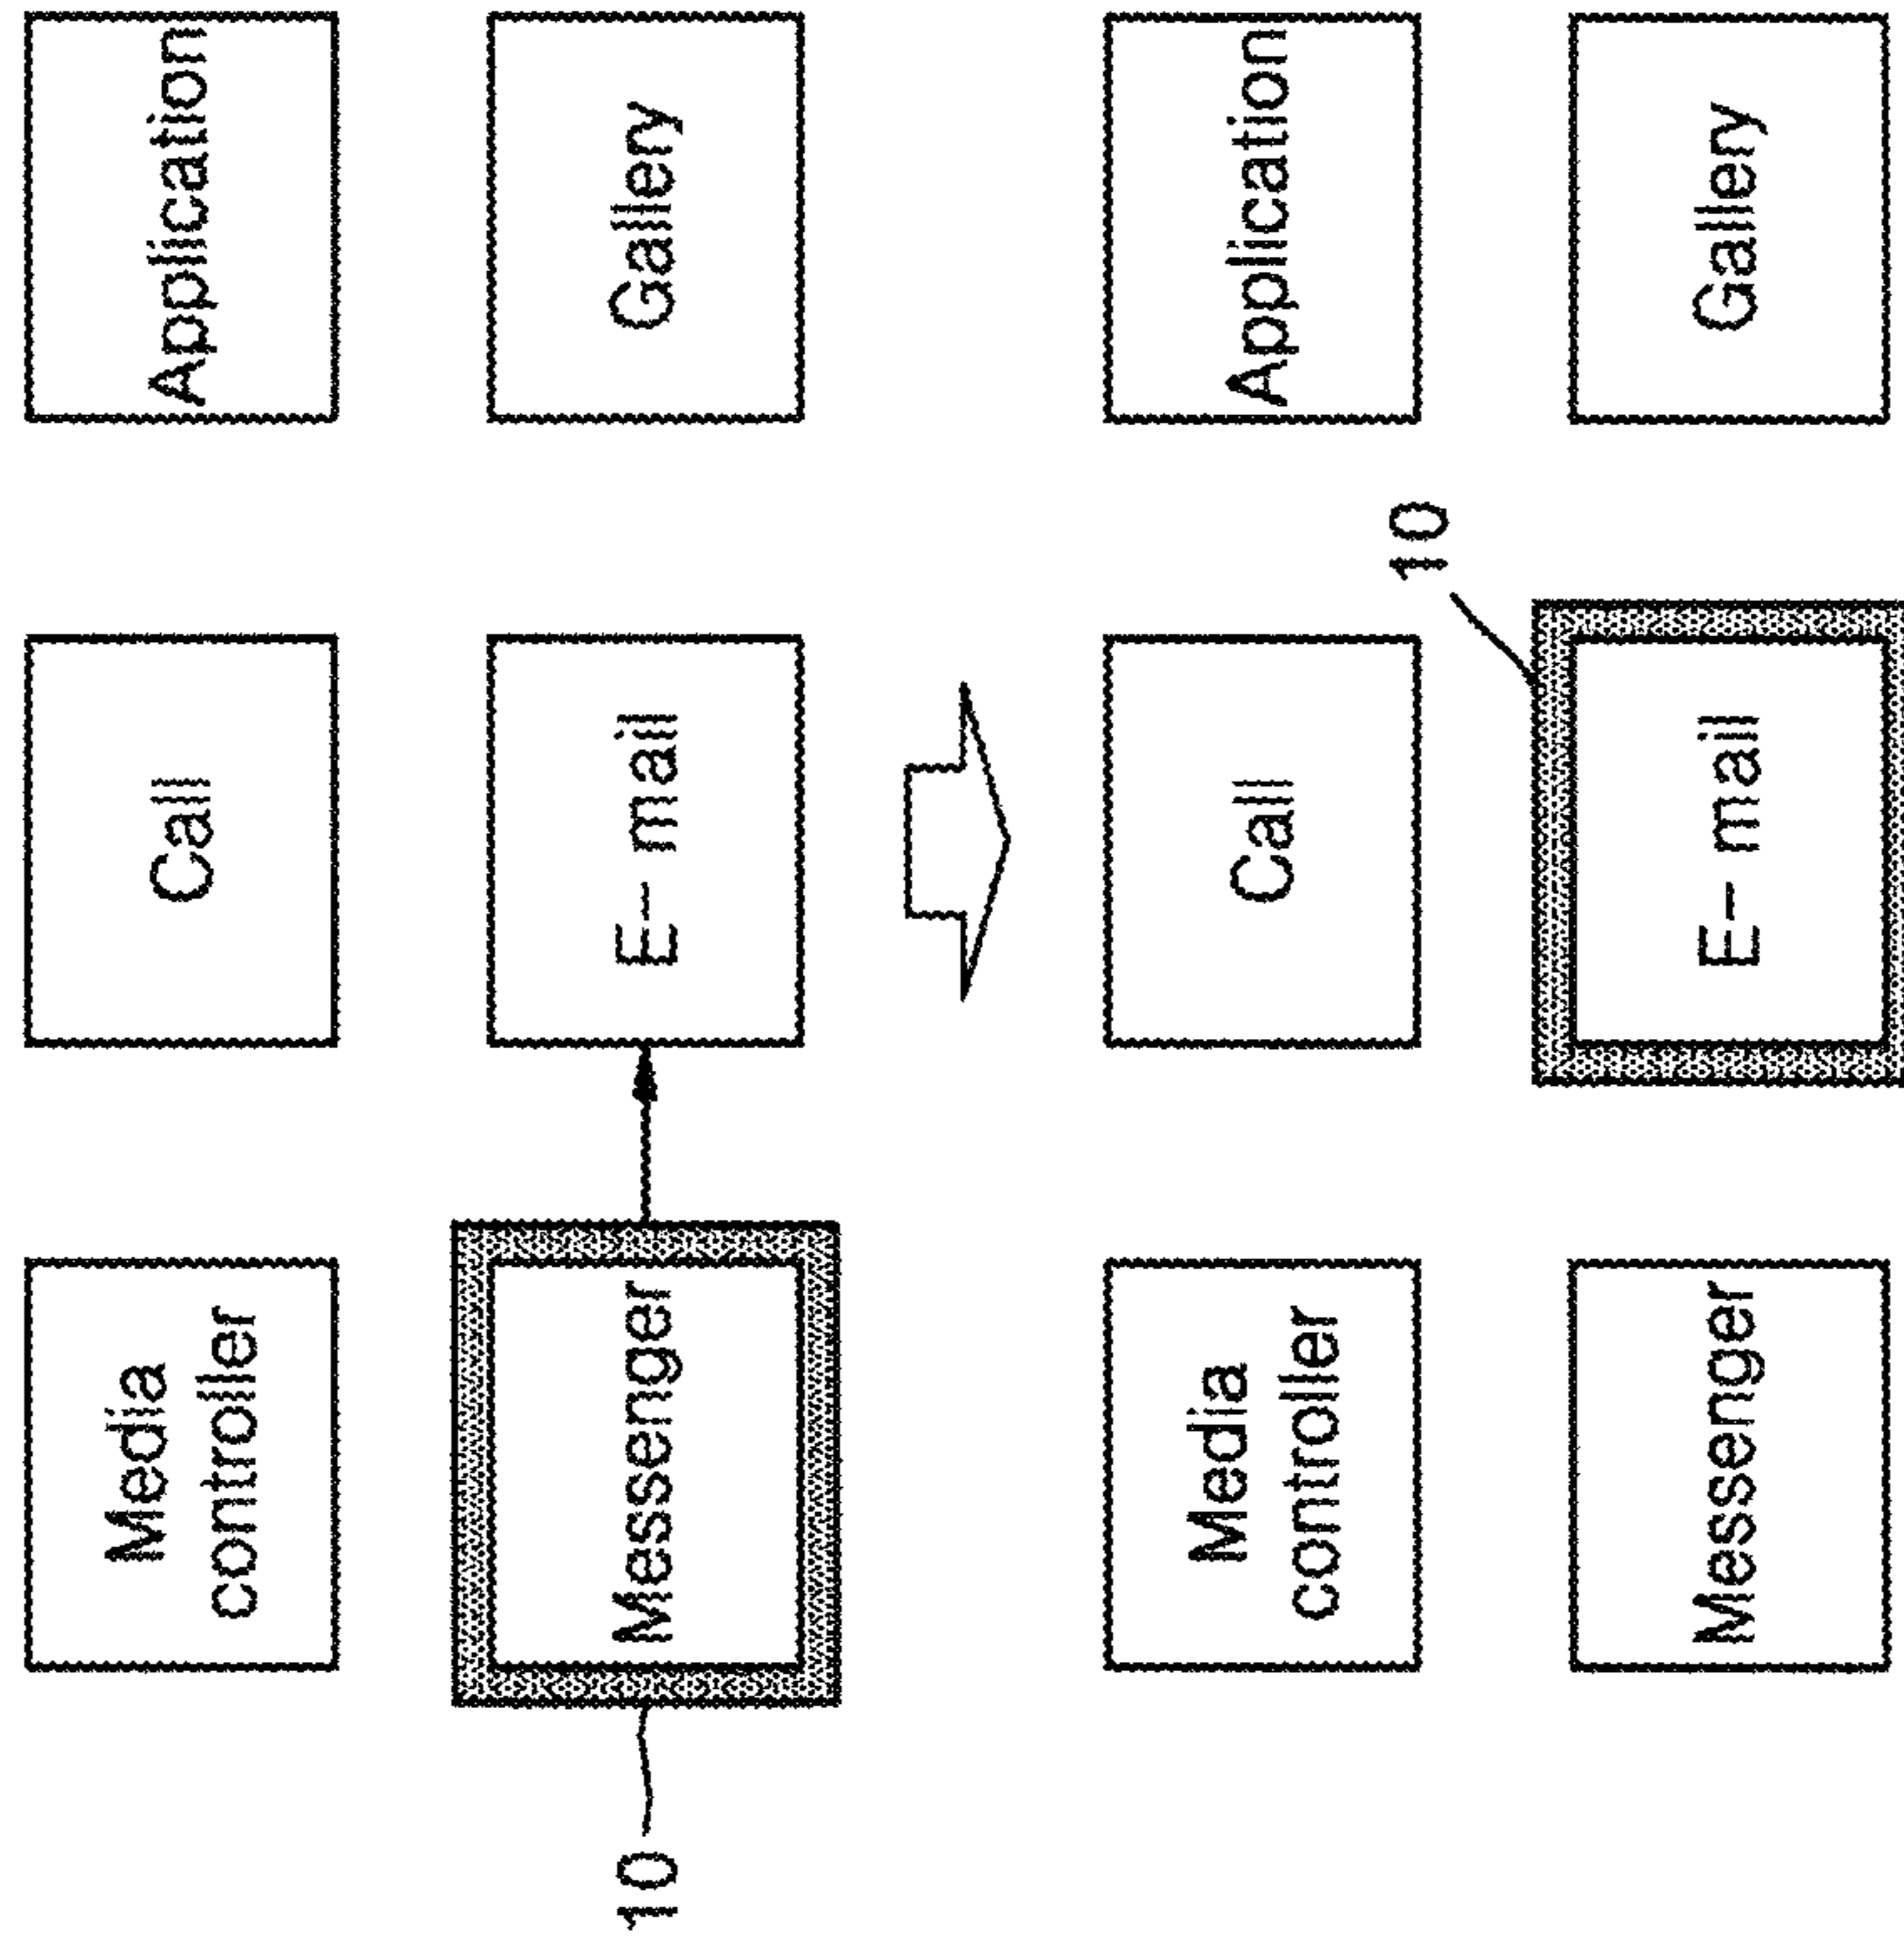 Media
controller
Call
Application
10
Messenger
E- mail
Gallery
Media
controller
Call
Application
10
Messenger
E- mail
Gallery